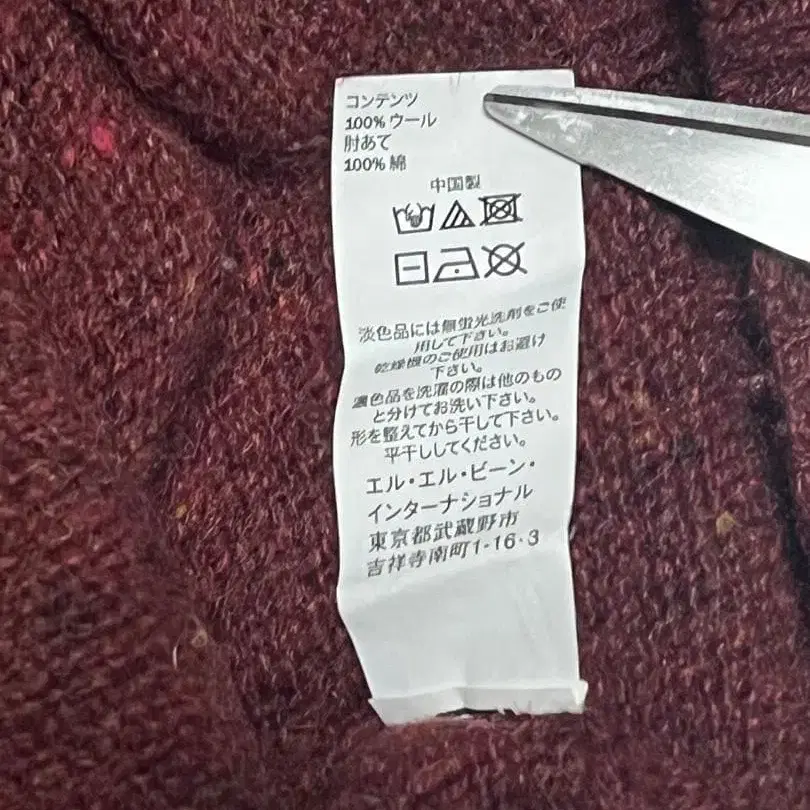 コンテンツ
100% ウール
肘あて
100% 綿
中国製
淡色品には無蛍光洗剤をご使
用して下さい。
乾燥機のご使用はお避け
下さい。
濃色品を洗濯の際は他のもの
と分けてお洗い下さい。
形を整えてから干して下さい。
平干ししてください。
エル・エル・ビーン・
インターナショナル
東京都武蔵野市
吉祥寺南町1-16-3